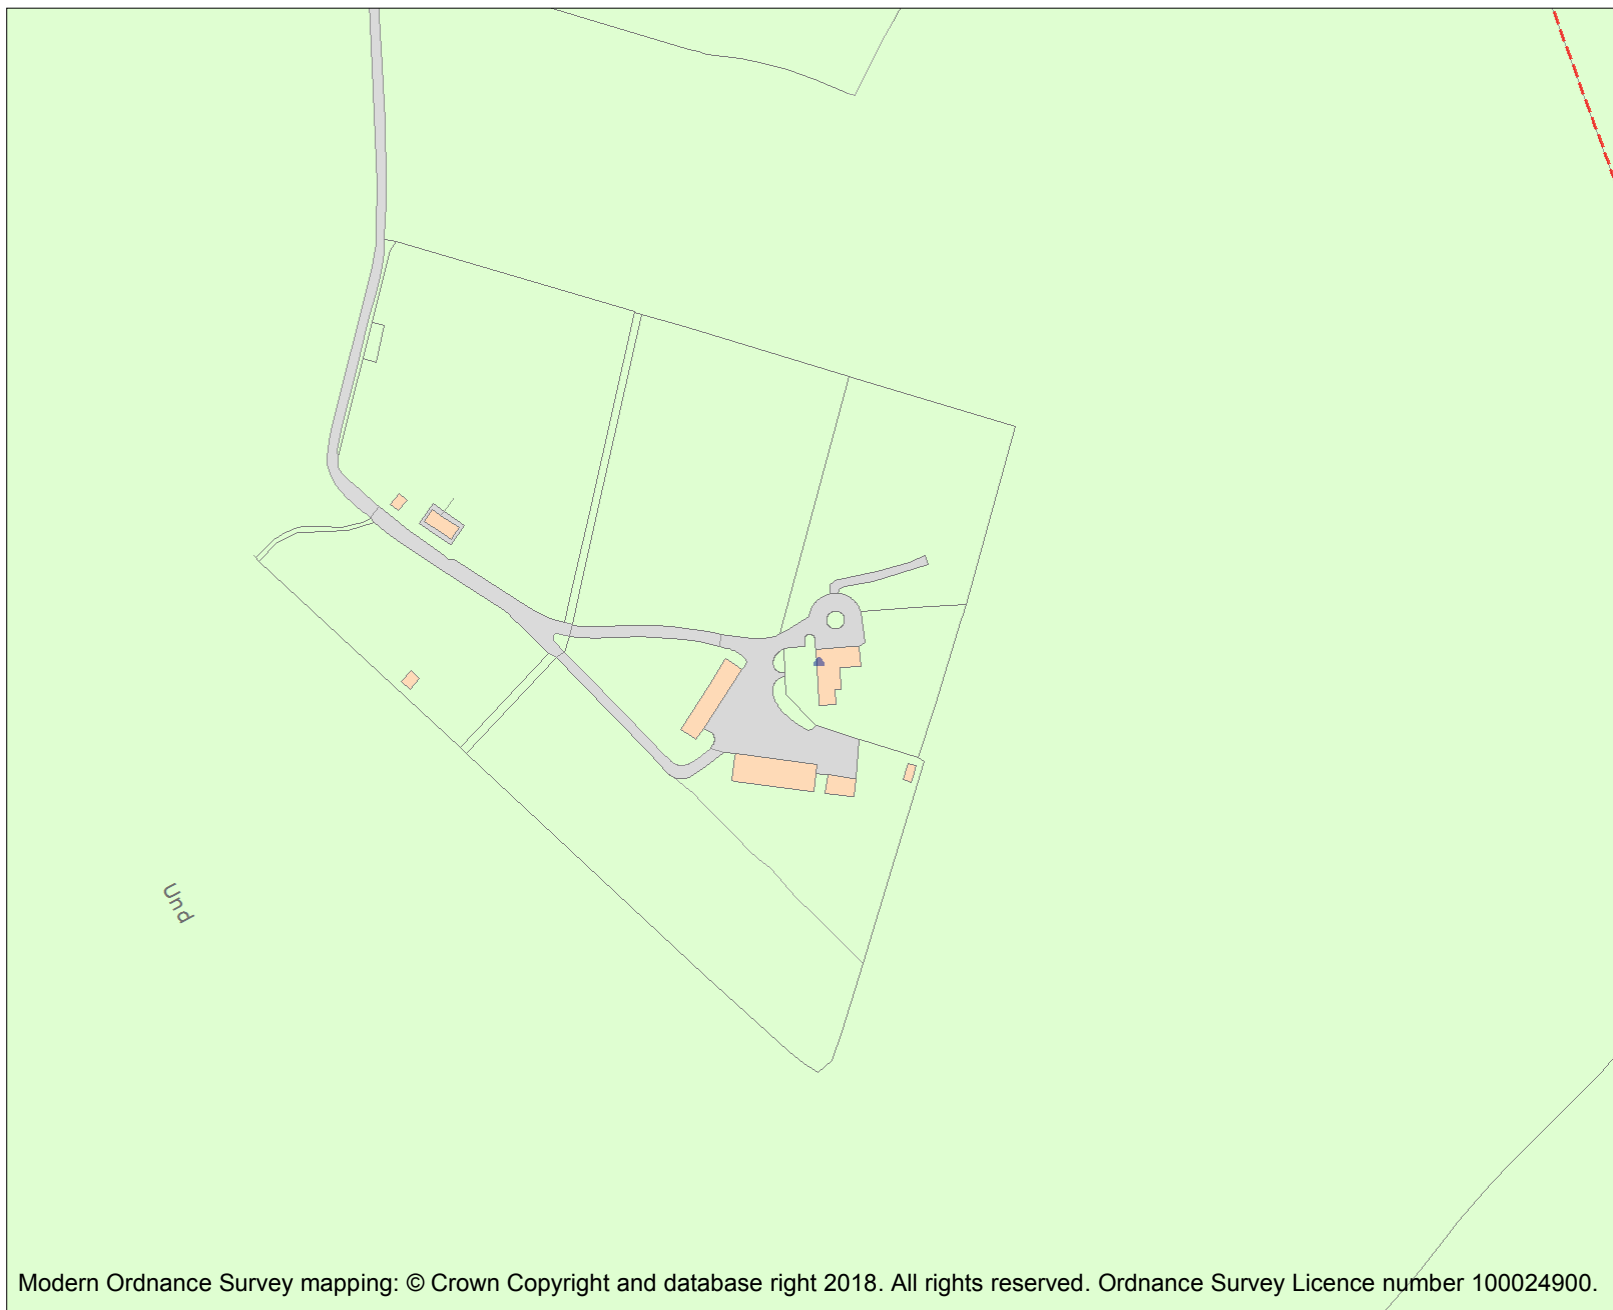 Und
Modern Ordnance Survey mapping: © Crown Copyright and database right 2018. All rights reserved. Ordnance Survey Licence number 100024900.